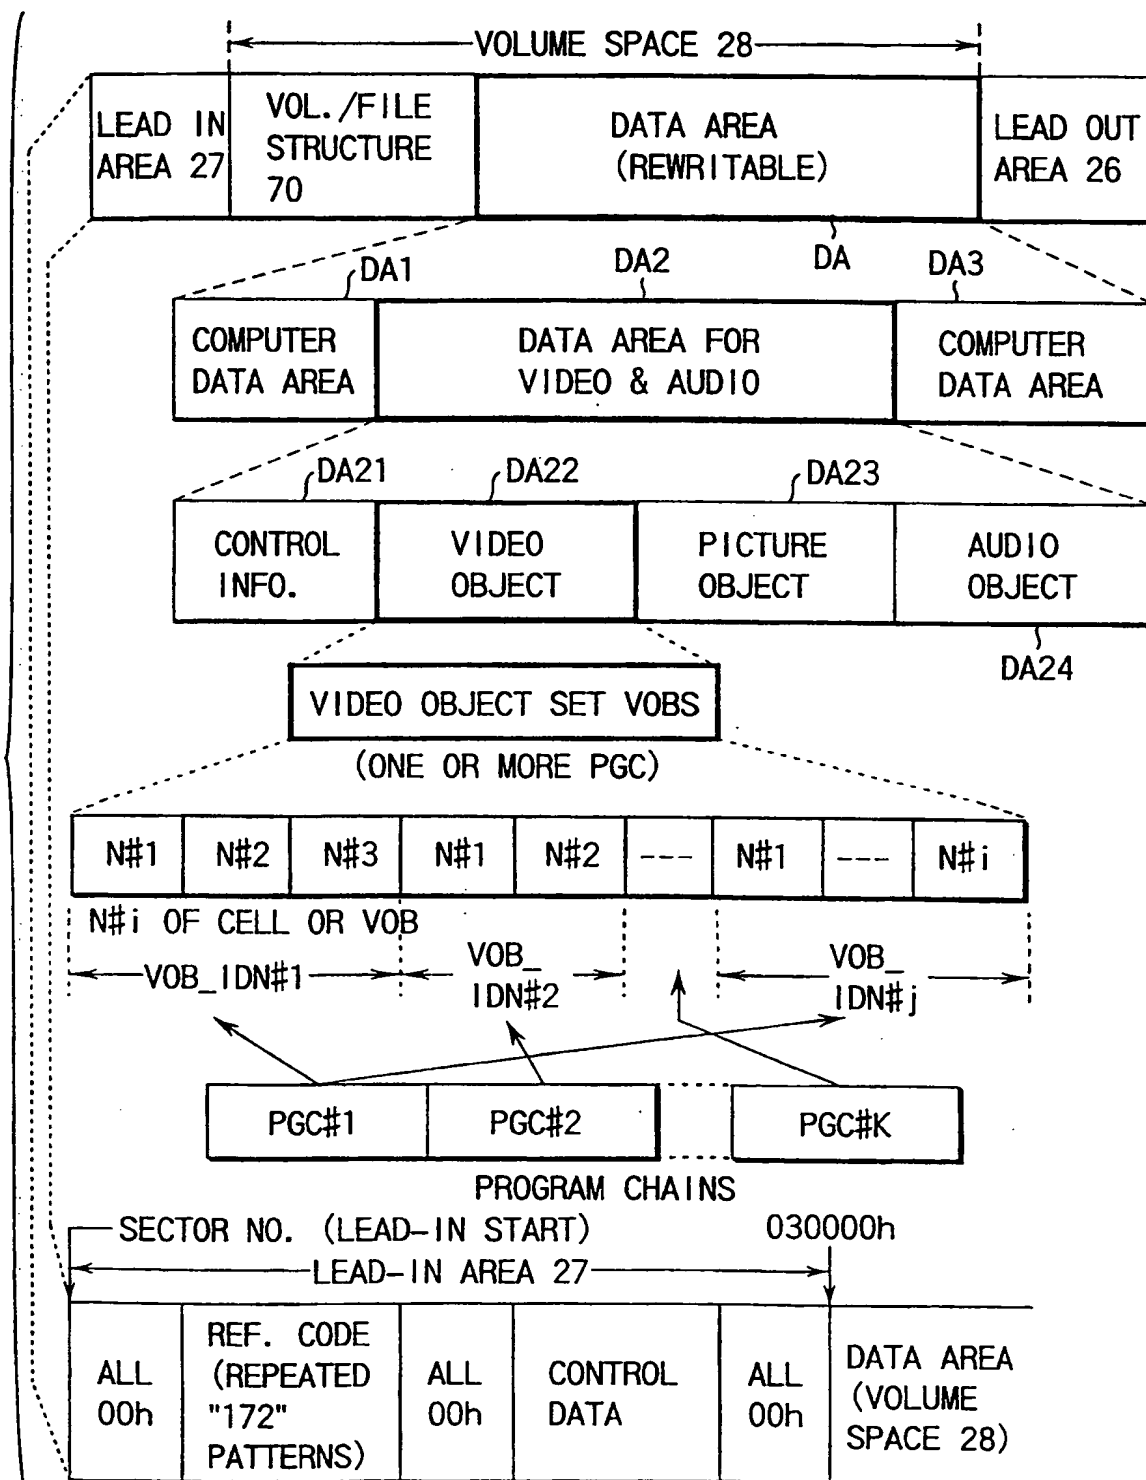 VOLUME SPACE 28
LEAD IN
AREA 27
VOL./FILE
STRUCTURE
70
DATA AREA
(REWRITABLE)
LEAD OUT
AREA 26
DA
DA1
DA2
DA3
COMPUTER
DATA AREA
DATA AREA FOR
VIDEO & AUDIO
COMPUTER
DATA AREA
DA21
DA22
DA23
CONTROL
INFO.
VIDEO
OBJECT
PICTURE
OBJECT
AUDIO
OBJECT
DA24
VIDEO OBJECT SET VOBS
(ONE OR MORE PGC)
N#1 N#2 N#3 N#1 N#2 --- N#1 --- N#i
N#i OF CELL OR VOB
VOB_IDN#1
VOB_
IDN#2
VOB_
IDN#j
PGC#1 PGC#2 PGC#K
PROGRAM CHAINS
SECTOR NO. (LEAD-IN START) 030000h
LEAD-IN AREA 27
ALL
00h
REF. CODE
(REPEATED
"172"
PATTERNS)
ALL
00h
CONTROL
DATA
ALL
00h
DATA AREA
(VOLUME
SPACE 28)